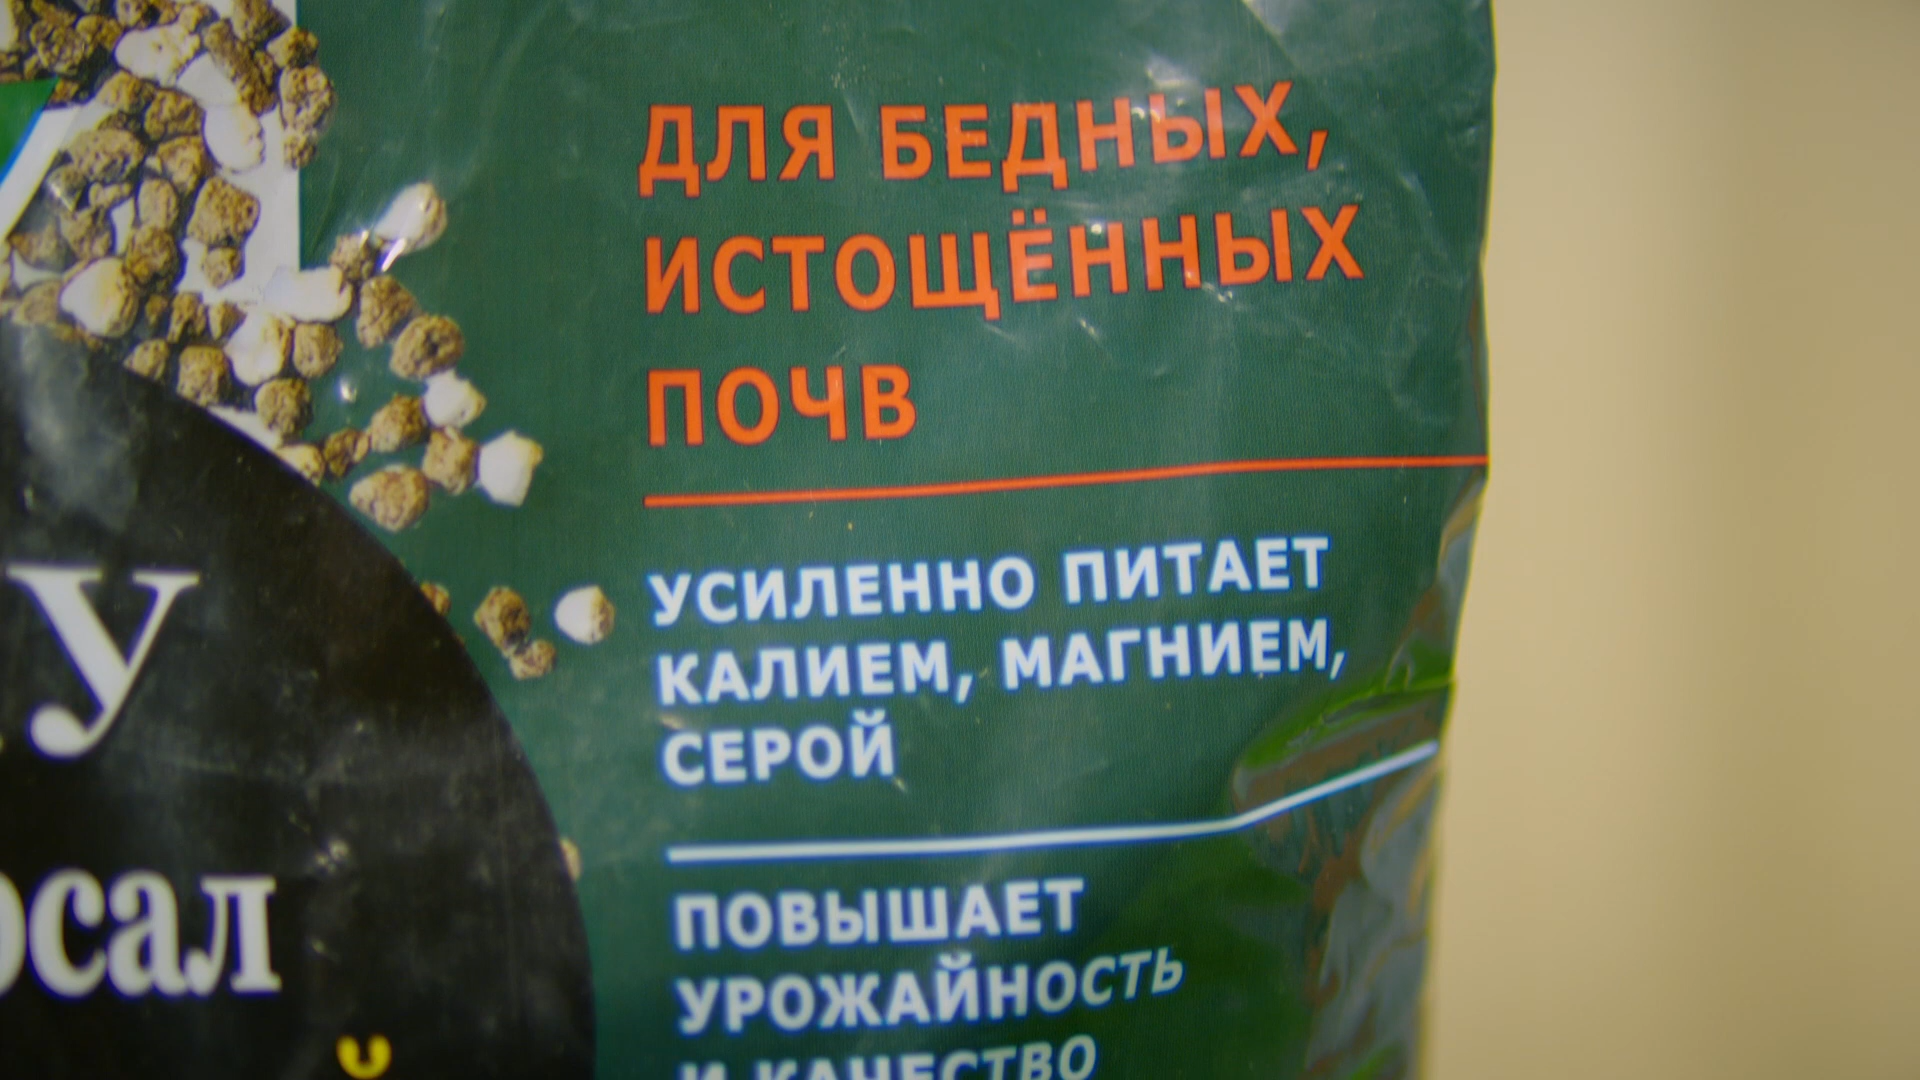 ДЛЯ БЕДНЫХ,
ИСТОЩЁННЫХ
ПОЧВ
УСИЛЕННО ПИТАЕТ
КАЛИЕМ, МАГНИЕМ,
СЕРОЙ
ПОВЫШАЕТ
УРОЖАЙНОСТЬ
И КАЧЕСТВО